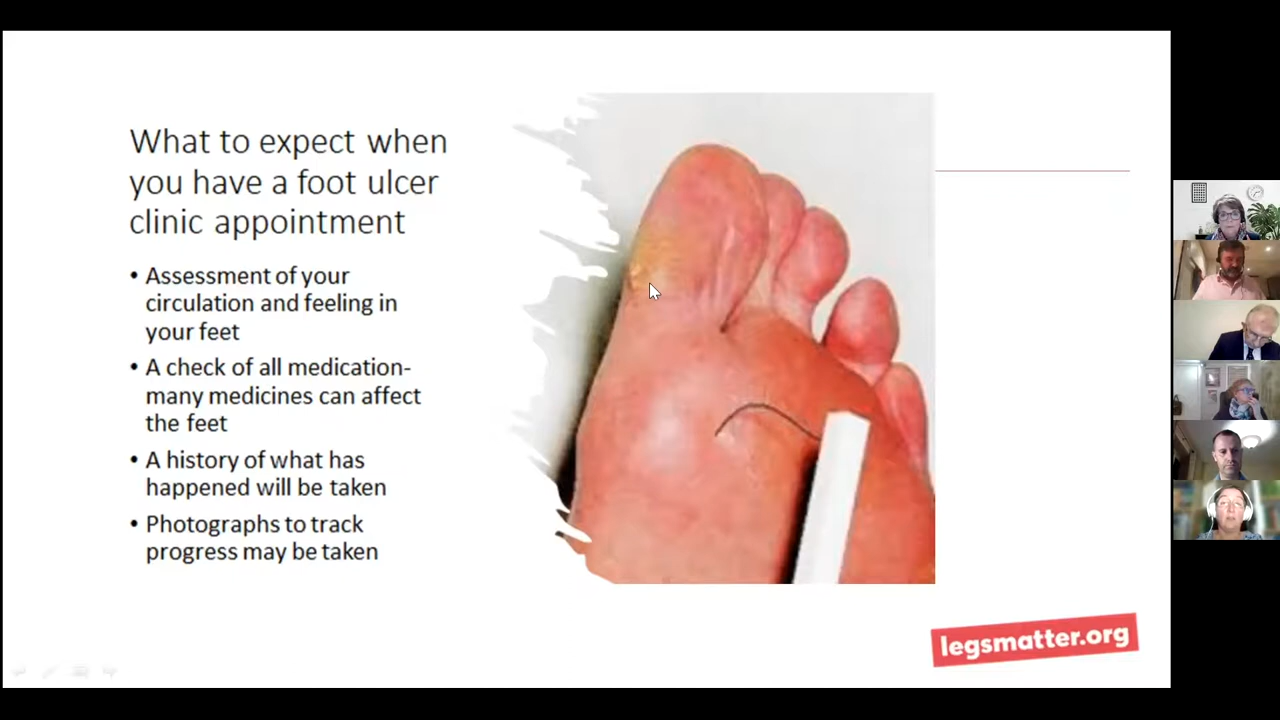 What to expect when
you have a foot ulcer
clinic appointment
• Assessment of your
circulation and feeling in
your feet
• A check of all medication-
many medicines can affect
the feet
• A history of what has
happened will be taken
• Photographs to track
progress may be taken
legsmatter.org